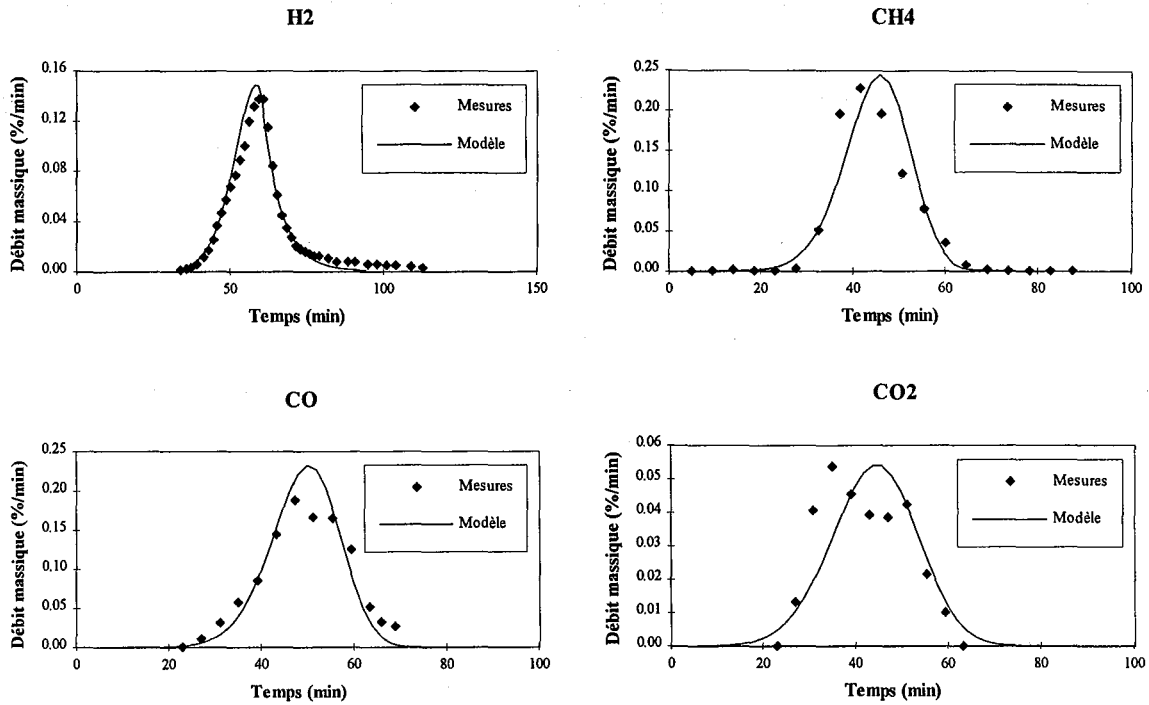 H2
Débit massique (%/min)
0.16
0.12
0.08
0.04
0.00
0
50
100
150
Temps (min)
Mesures
Modèle
CH4
Débit massique (%/min)
0.25
0.20
0.15
0.10
0.05
0.00
0
20
40
60
80
100
Temps (min)
Mesures
Modèle
CO
Débit massique (%/min)
0.25
0.20
0.15
0.10
0.05
0.00
0
20
40
60
80
100
Temps (min)
Mesures
Modèle
CO2
Débit massique (%/min)
0.06
0.05
0.04
0.03
0.02
0.01
0.00
0
20
40
60
80
100
Temps (min)
Mesures
Modèle